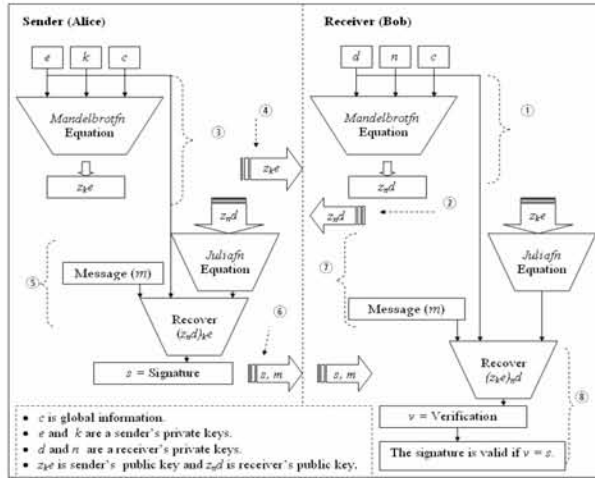 Sender (Alice)
e k c
Mandelbrotfn
Equation
zₖe
③
④
zₖe
zₙd
Juliafn
Equation
⑤
Message (m)
Recover
(zₙd)ₖe
⑥
s = Signature
s, m
Receiver (Bob)
d n c
①
Mandelbrotfn
Equation
zₙd
zₙd
②
zₖe
⑦
Juliafn
Equation
Message (m)
Recover
(zₖe)ₙd
s, m
⑧
v = Verification
The signature is valid if v = s.
• c is global information.
• e and k are a sender's private keys.
• d and n are a receiver's private keys.
• zₖe is sender's public key and zₙd is receiver's public key.